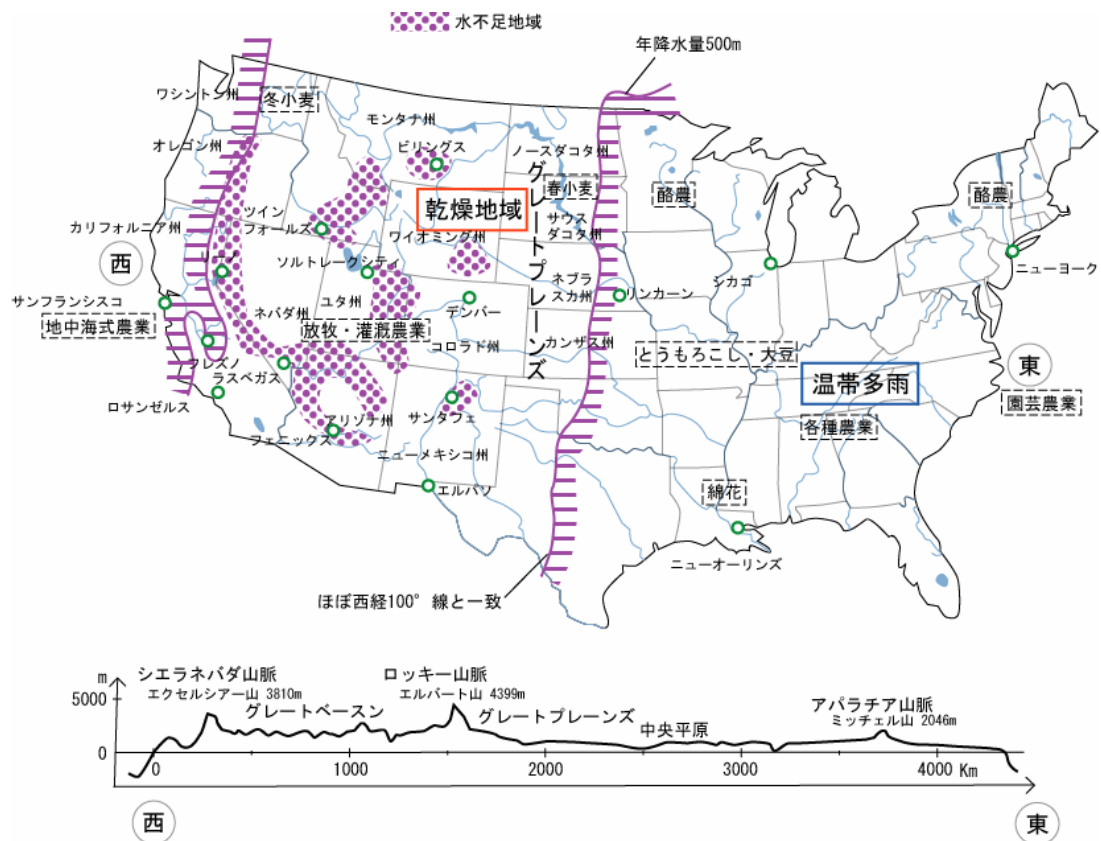 水不足地域
年降水量500m
ワシントン州
冬小麦
モンタナ州
オレゴン州
ビリングス
ノースダコタ州
グレートプレーンズ
春小麦
酪農
酪農
乾燥地域
カリフォルニア州
ツイン
フォールズ
ワイオミング州
サウス
ダコタ州
西
リーノ
ソルトレークシティ
シカゴ
ニューヨーク
サンフランシスコ
ユタ州
ネバダ州
デンバー
ネブラ
スカ州
リンカーン
地中海式農業
放牧・灌漑農業
コロラド州
カンザス州
とうもろこし・大豆
東
フレズノ
ラスベガス
温帯多雨
園芸農業
ロサンゼルス
アリゾナ州
サンタフェ
各種農業
フェニックス
ニューメキシコ州
エルパソ
綿花
ニューオーリンズ
ほぼ西経100°線と一致
シエラネバダ山脈
エクセルシアー山 3810m
ロッキー山脈
エルバート山 4399m
アパラチア山脈
ミッチェル山 2046m
m
5000
グレートベースン
グレートプレーンズ
中央平原
0
0
1000
2000
3000
4000 Km
西
東